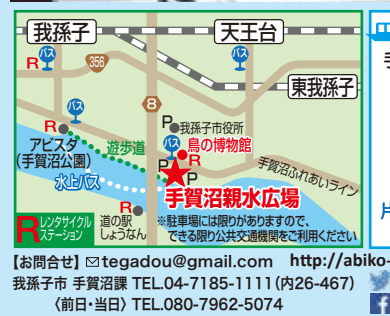 我孫子
天王台
バス
バス
R
356
東我孫子
手
8
バス
R
P
我孫子市役所
アビスタ
(手賀沼公園)
遊歩道
バス
鳥の博物館
R
P
P
水上バス
手賀沼ふれあいライン
手賀沼親水広場
R
Rレンタサイクル
ステーション
道の駅
しょうなん
※駐車場には限りがありますので、
できる限り公共交通機関をご利用ください
片
【お問合せ】✉tegadou@gmail.com http://abiko-
我孫子市 手賀沼課 TEL.04-7185-1111(内26-467)
〈前日・当日〉TEL.080-7962-5074